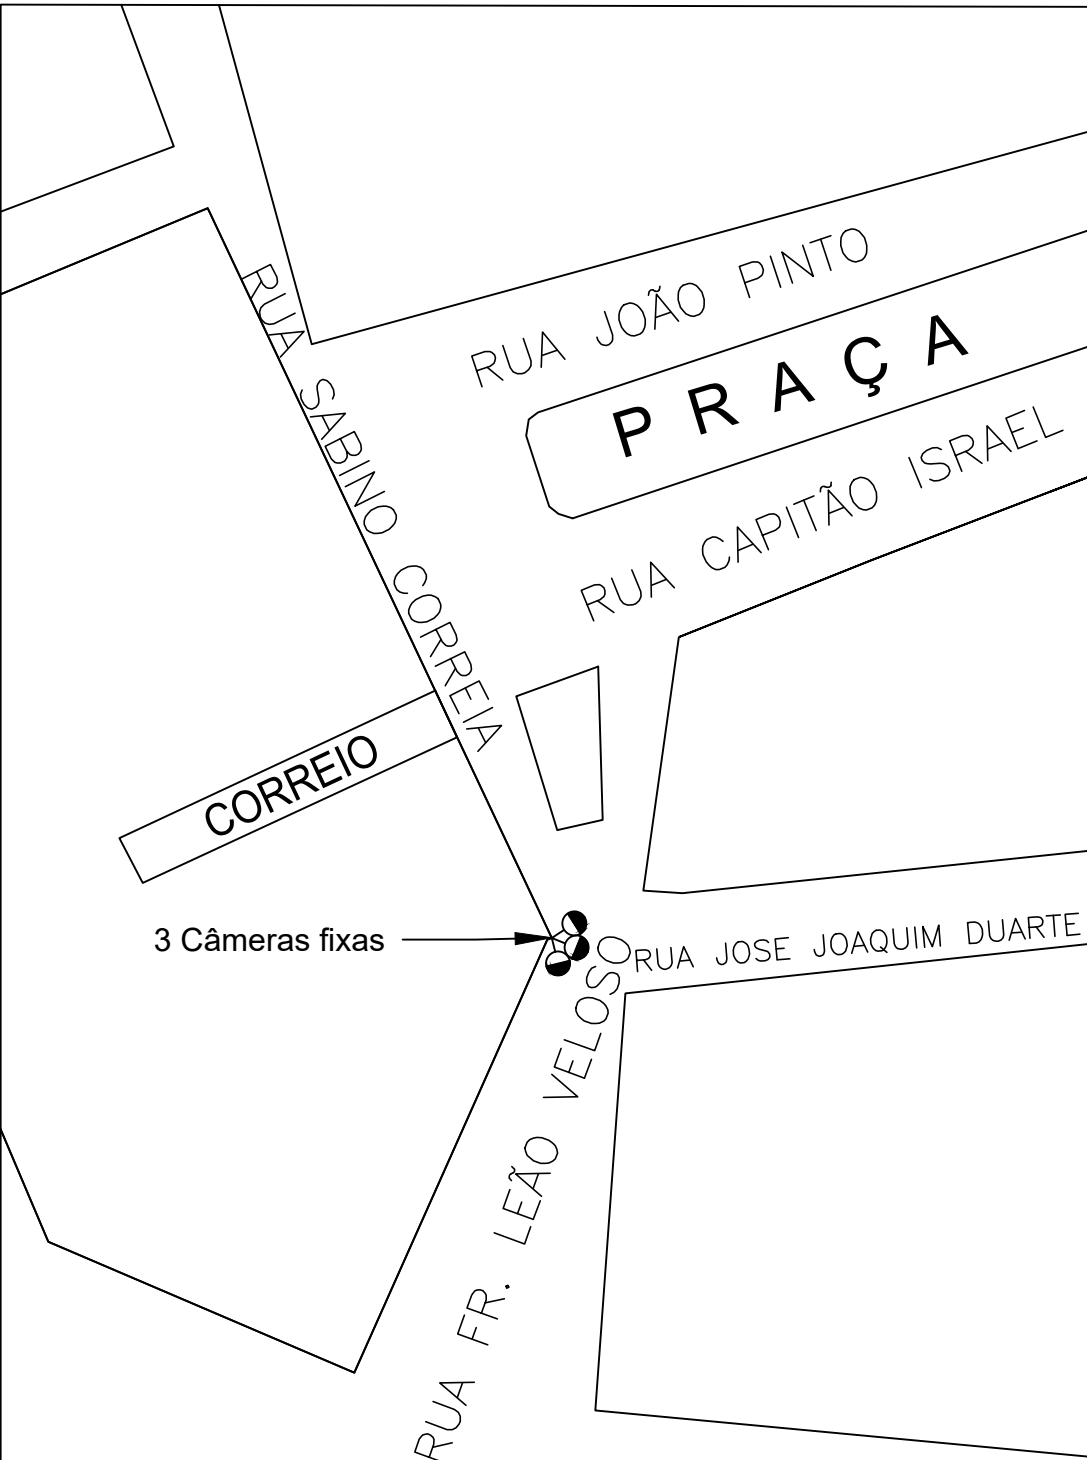 RUA JOÃO PINTO
PRAÇA
RUA CAPITÃO ISRAEL
RUA SABINO CORREIA
CORREIO
3 Câmeras fixas
RUA JOSE JOAQUIM DUARTE
RUA FR. LEÃO VELOSO